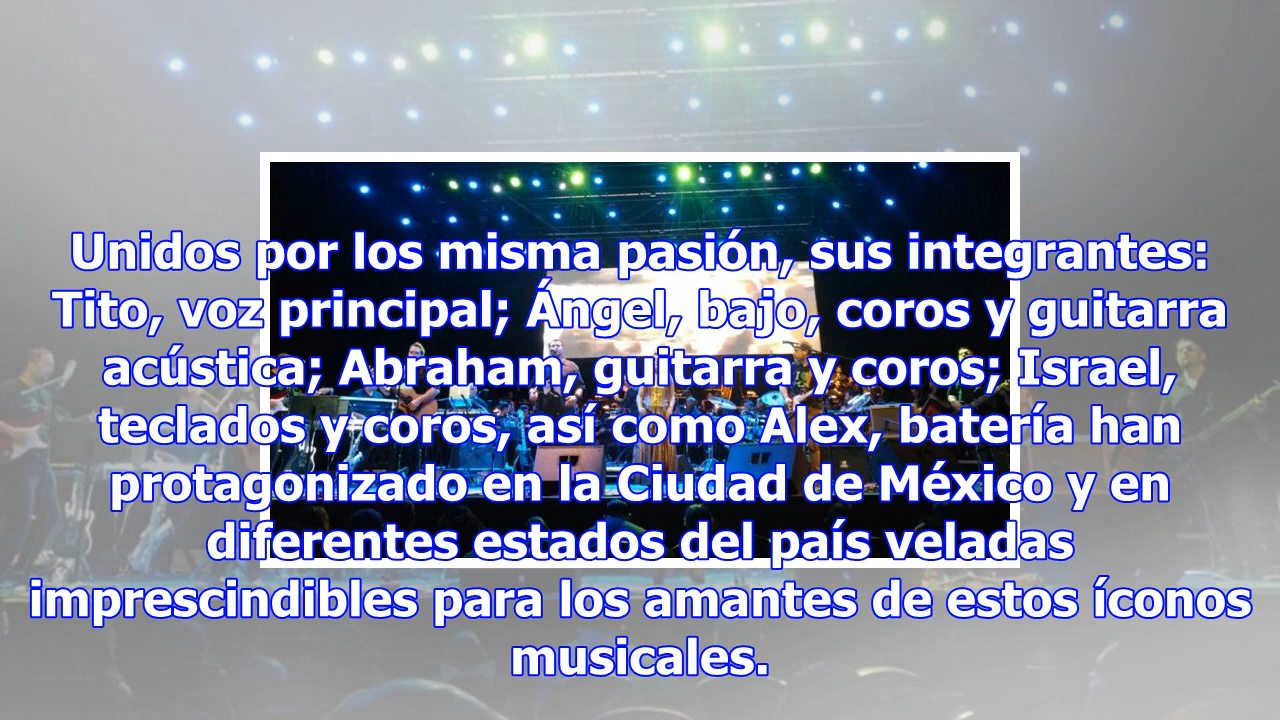 Unidos por los misma pasión, sus integrantes:
Tito, voz principal; Ángel, bajo, coros y guitarra
acústica; Abraham, guitarra y coros; Israel,
teclados y coros, así como Alex, batería han
protagonizado en la Ciudad de México y en
diferentes estados del país veladas
imprescindibles para los amantes de estos íconos
musicales.